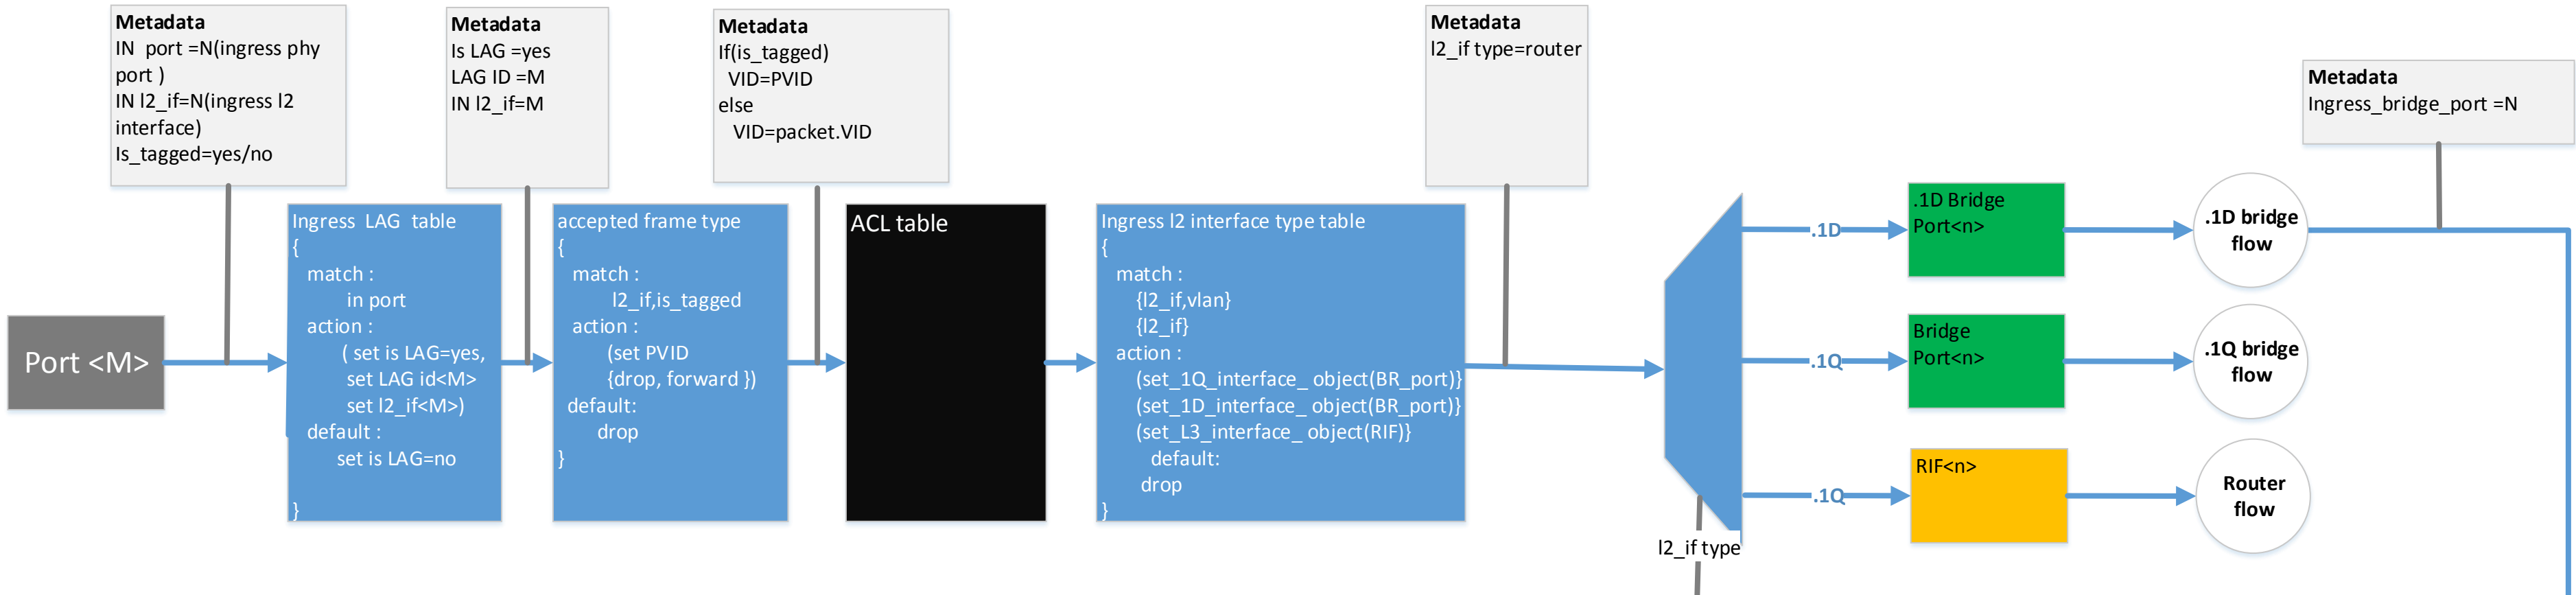 Metadata
IN port =N(ingress phy
port )
IN l2_if=N(ingress l2
interface)
Is_tagged=yes/no
Metadata
Is LAG =yes
LAG ID =M
IN l2_if=M
Metadata
If(is_tagged)
VID=PVID
else
VID=packet.VID
Metadata
l2_if type=router
Metadata
Ingress_bridge_port =N
Port <M>
Ingress LAG table
{
match :
in port
action :
( set is LAG=yes,
set LAG id<M>
set l2_if<M>)
default :
set is LAG=no
}
accepted frame type
{
match :
l2_if,is_tagged
action :
(set PVID
{drop, forward })
default:
drop
}
ACL table
Ingress l2 interface type table
{
match :
{l2_if,vlan}
{l2_if}
action :
(set_1Q_interface_ object(BR_port)}
(set_1D_interface_ object(BR_port)}
(set_L3_interface_ object(RIF)}
default:
drop
}
l2_if type
.1D
.1D Bridge
Port<n>
.1D bridge
flow
.1Q
Bridge
Port<n>
.1Q bridge
flow
.1Q
RIF<n>
Router
flow